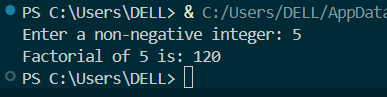 PS C:\Users\DELL> & C:/Users/DELL/AppData
Enter a non-negative integer: 5
Factorial of 5 is: 120
PS C:\Users\DELL>